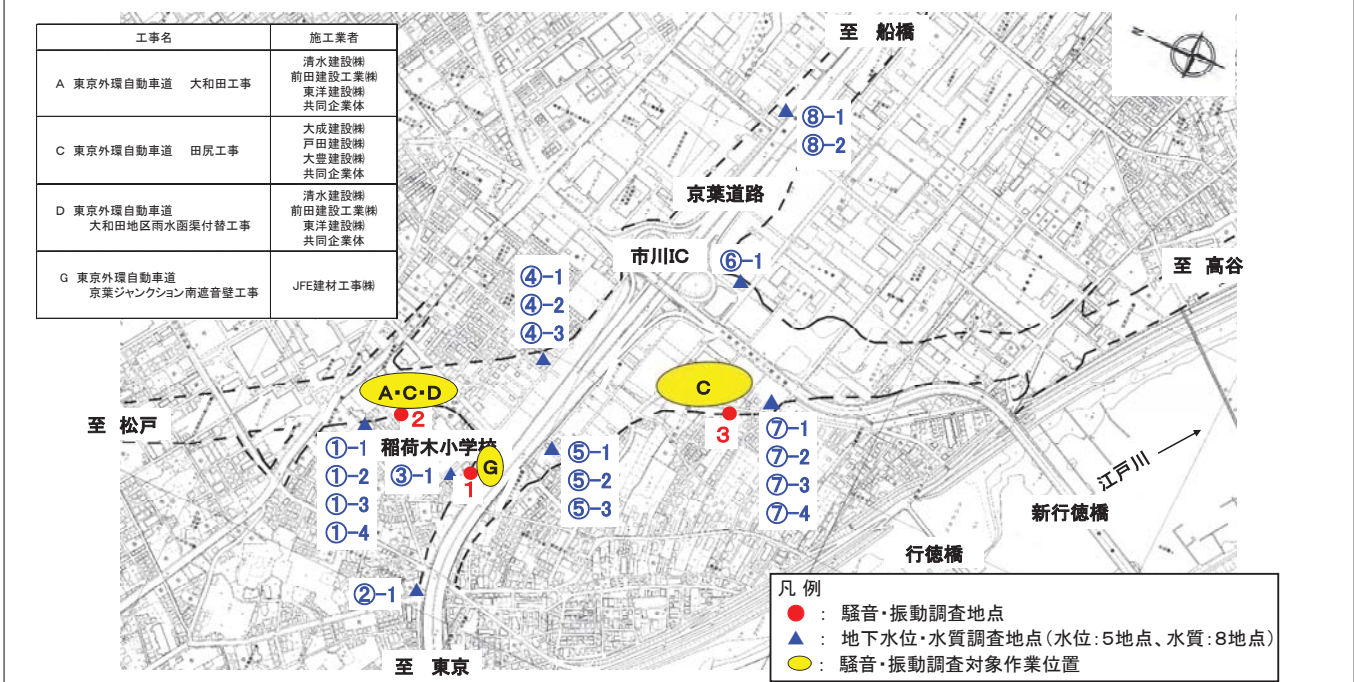 工事名
施工業者
A 東京外環自動車道 大和田工事
清水建設㈱
前田建設工業㈱
東洋建設㈱
共同企業体
C 東京外環自動車道 田尻工事
大成建設㈱
戸田建設㈱
大豊建設㈱
共同企業体
D 東京外環自動車道
大和田地区雨水函渠付替工事
清水建設㈱
前田建設工業㈱
東洋建設㈱
共同企業体
G 東京外環自動車道
京葉ジャンクション南遮音壁工事
JFE建材工事㈱
至 船橋
N
⑧-1
⑧-2
京葉道路
市川IC
⑥-1
至 高谷
④-1
④-2
④-3
A・C・D
C
至 松戸
2
3
稲荷木小学校
G
①-1
①-2
①-3
①-4
③-1
1
⑤-1
⑤-2
⑤-3
⑦-1
⑦-2
⑦-3
⑦-4
江戸川
新行徳橋
行徳橋
②-1
至 東京
凡 例
： 騒音・振動調査地点
： 地下水位・水質調査地点(水位：5地点、水質：8地点)
： 騒音・振動調査対象作業位置